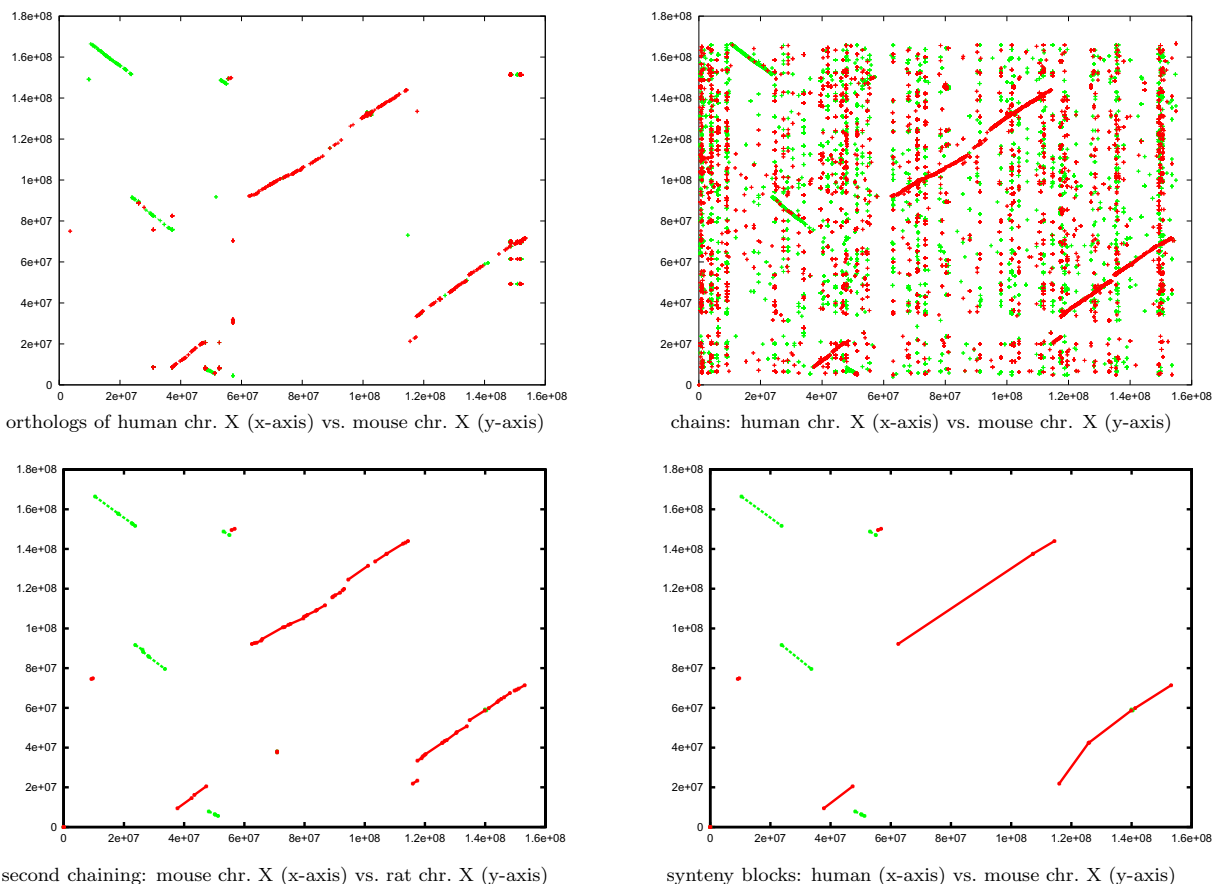 1.8e+08
1.6e+08
1.4e+08
1.2e+08
1e+08
8e+07
6e+07
4e+07
2e+07
0
0 2e+07 4e+07 6e+07 8e+07 1e+08 1.2e+08 1.4e+08 1.6e+08
orthologs of human chr. X (x-axis) vs. mouse chr. X (y-axis)
1.8e+08
1.6e+08
1.4e+08
1.2e+08
1e+08
8e+07
6e+07
4e+07
2e+07
0
0 2e+07 4e+07 6e+07 8e+07 1e+08 1.2e+08 1.4e+08 1.6e+08
chains: human chr. X (x-axis) vs. mouse chr. X (y-axis)
1.8e+08
1.6e+08
1.4e+08
1.2e+08
1e+08
8e+07
6e+07
4e+07
2e+07
0
0 2e+07 4e+07 6e+07 8e+07 1e+08 1.2e+08 1.4e+08 1.6e+08
second chaining: mouse chr. X (x-axis) vs. rat chr. X (y-axis)
1.8e+08
1.6e+08
1.4e+08
1.2e+08
1e+08
8e+07
6e+07
4e+07
2e+07
0
0 2e+07 4e+07 6e+07 8e+07 1e+08 1.2e+08 1.4e+08 1.6e+08
synteny blocks: human (x-axis) vs. mouse chr. X (y-axis)